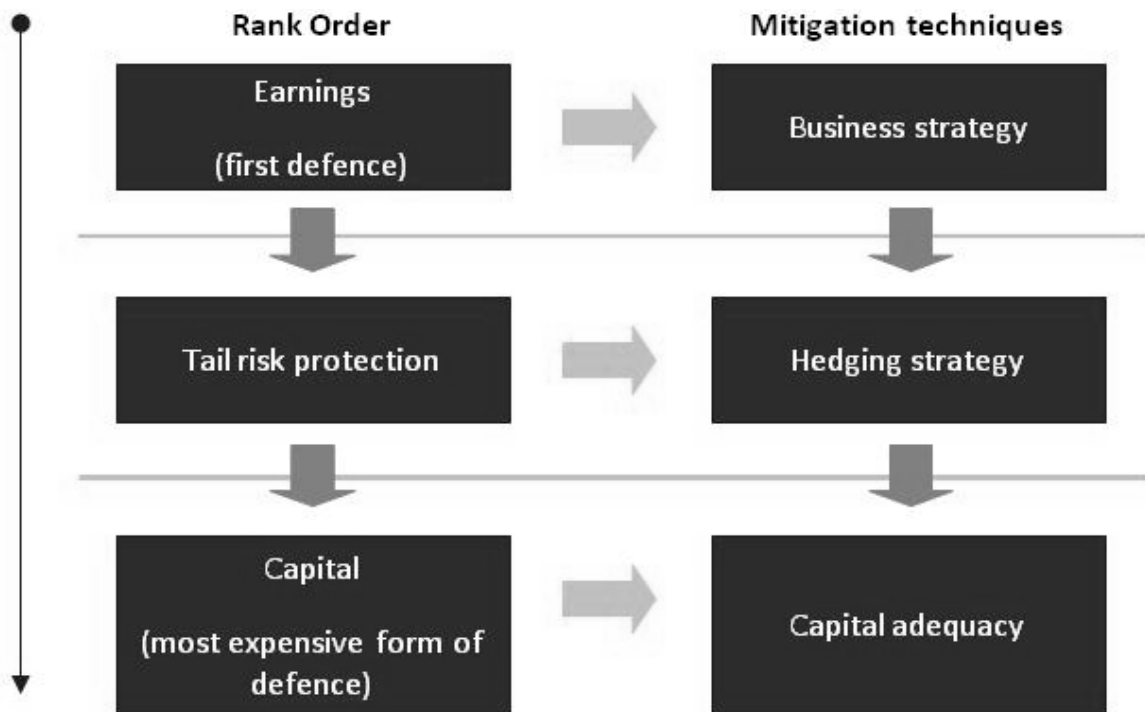 Rank Order
Mitigation techniques
Earnings
(first defence)
Business strategy
Tail risk protection
Hedging strategy
Capital
(most expensive form of
defence)
Capital adequacy